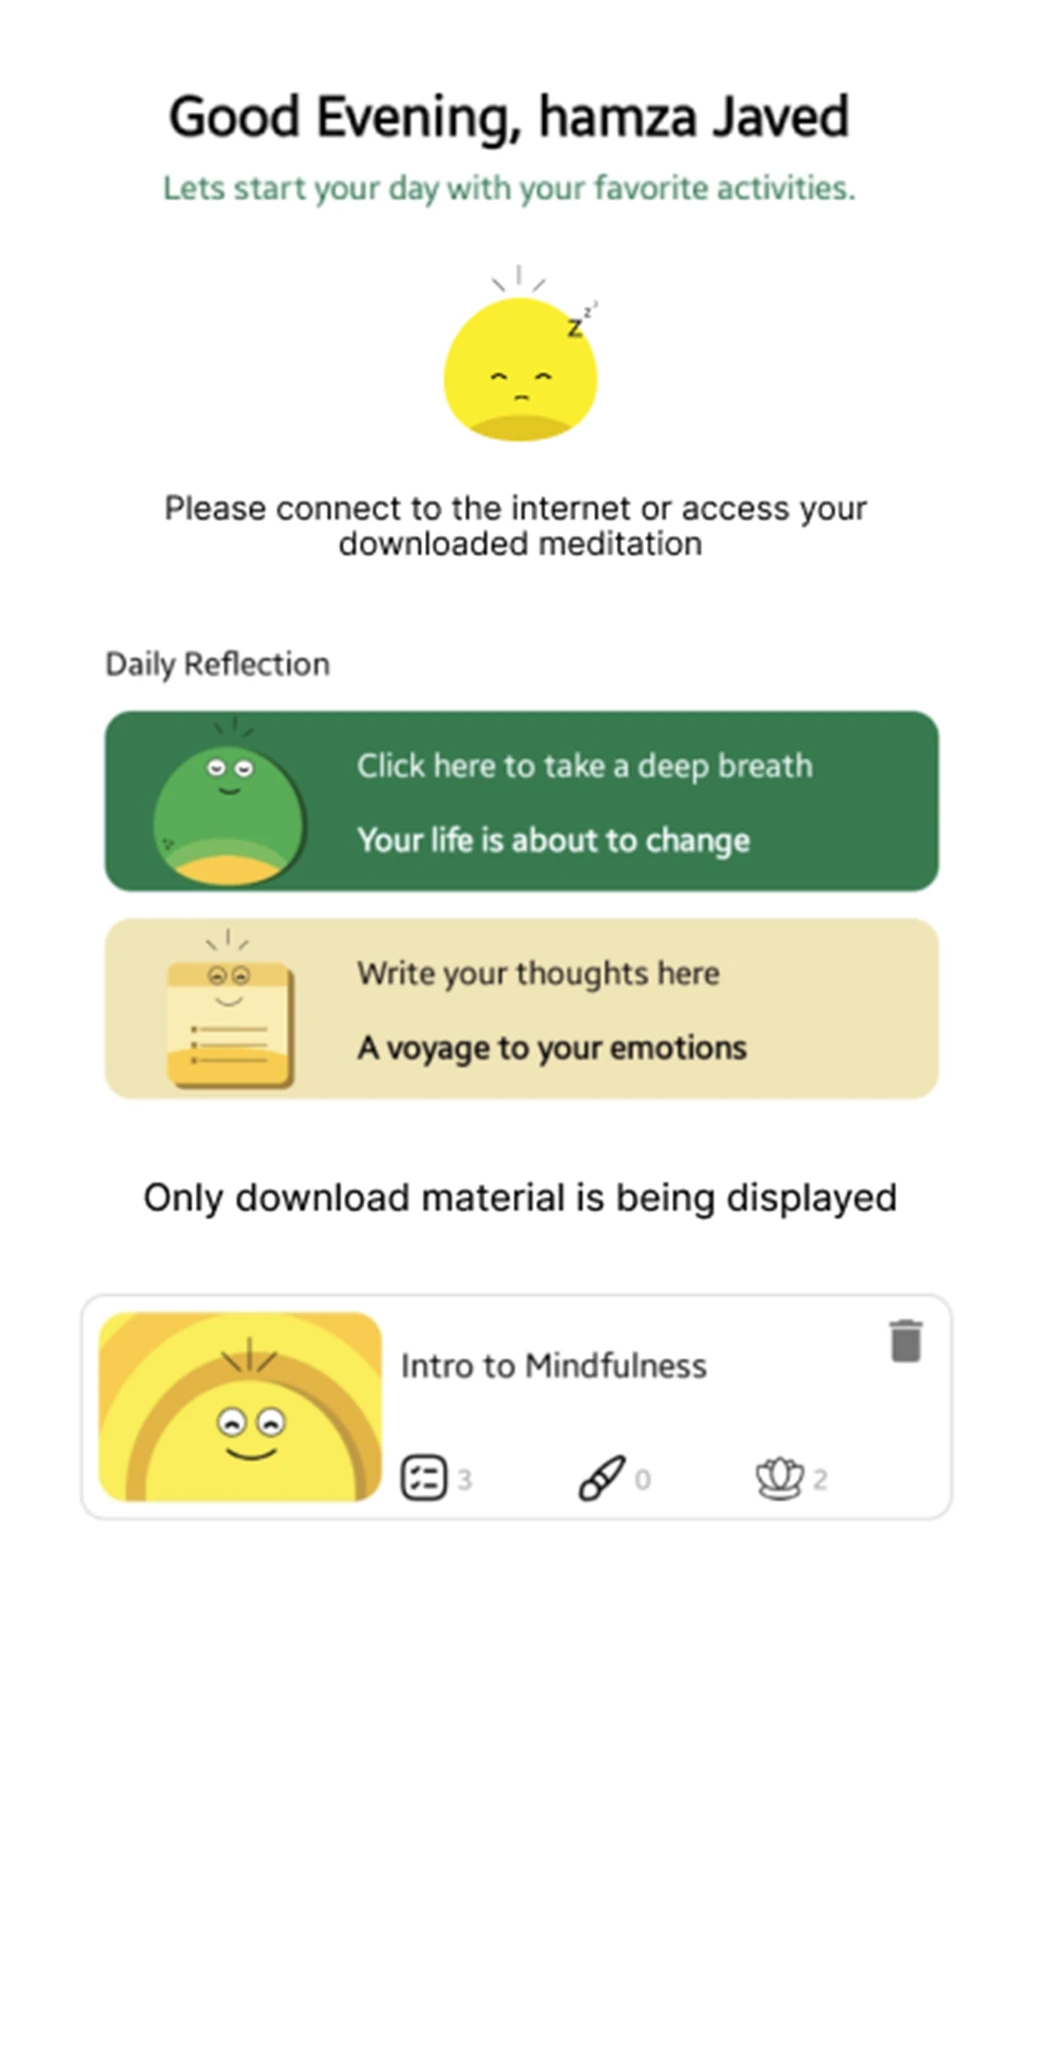 Good Evening, hamza Javed
Lets start your day with your favorite activities.
z z z
Please connect to the internet or access your
downloaded meditation
Daily Reflection
Click here to take a deep breath
Your life is about to change
Write your thoughts here
A voyage to your emotions
Only download material is being displayed
Intro to Mindfulness
3 0 2